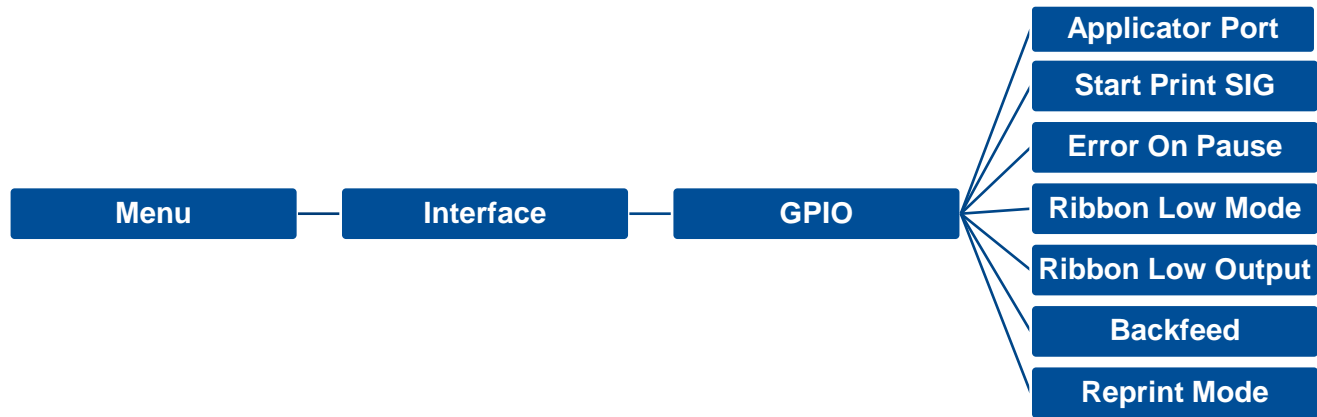 Menu
Interface
GPIO
Applicator Port
Start Print SIG
Error On Pause
Ribbon Low Mode
Ribbon Low Output
Backfeed
Reprint Mode